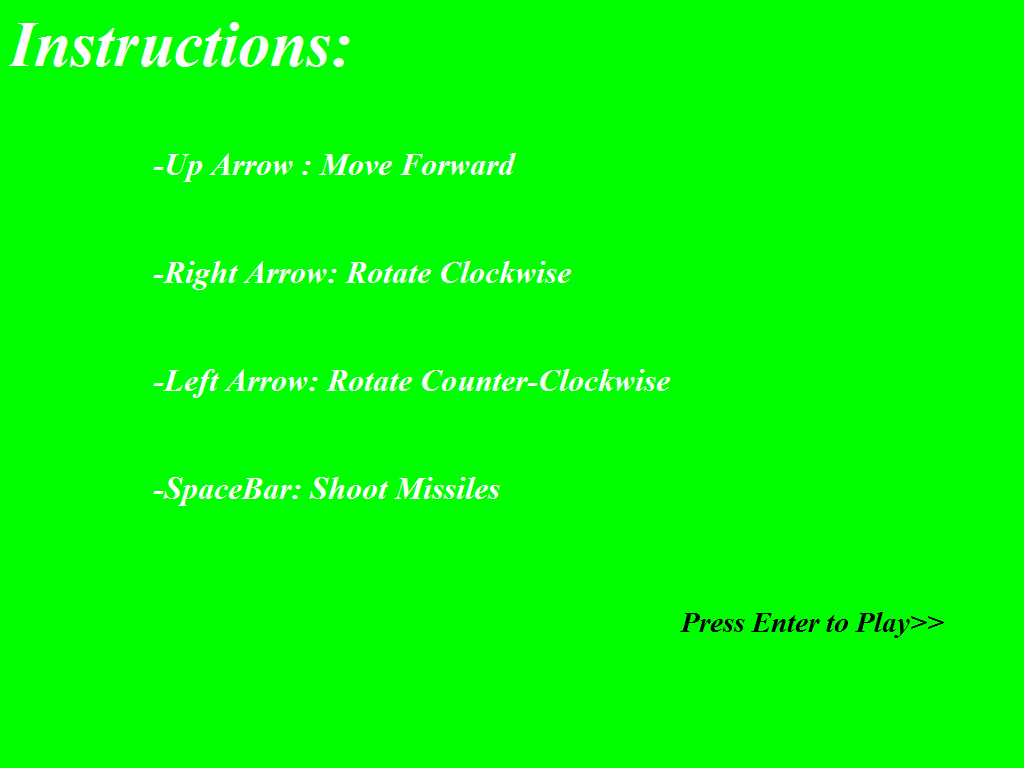 Instructions:
-Up Arrow : Move Forward
-Right Arrow: Rotate Clockwise
-Left Arrow: Rotate Counter-Clockwise
-SpaceBar: Shoot Missiles
Press Enter to Play>>